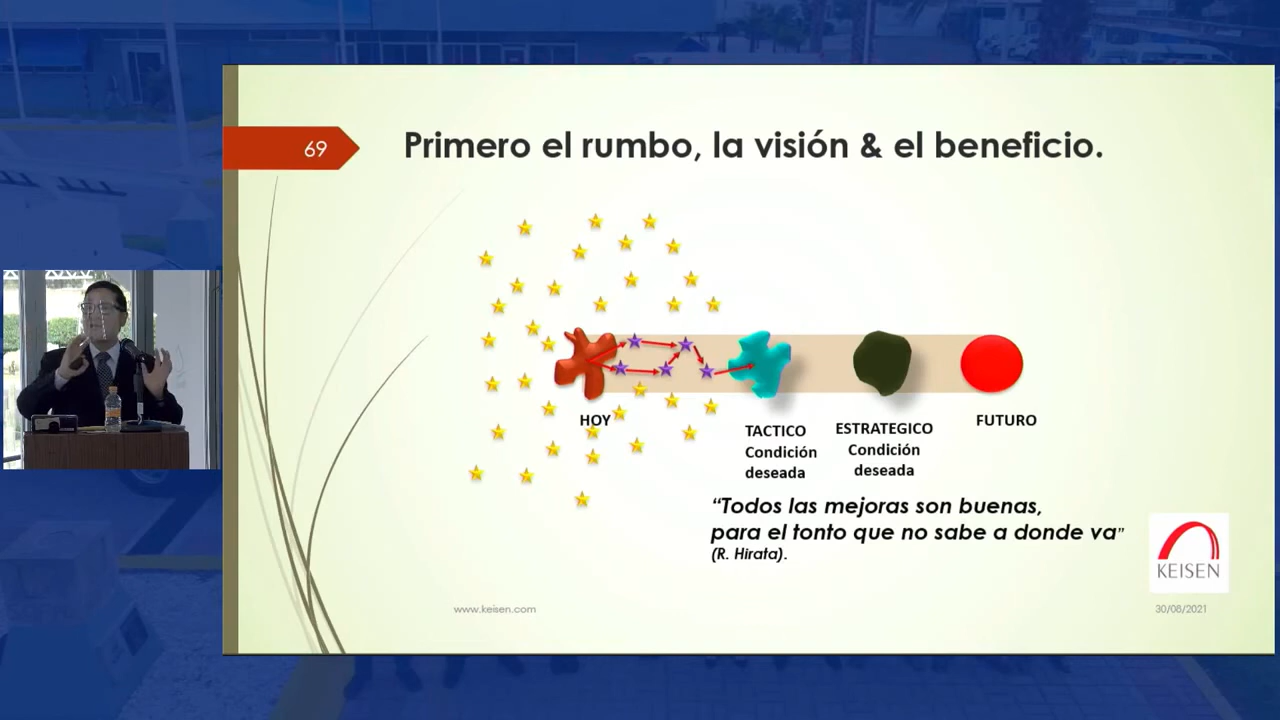 69
Primero el rumbo, la visión & el beneficio.
HOY
TACTICO
Condición
deseada
ESTRATEGICO
Condición
deseada
FUTURO
“Todos las mejoras son buenas,
para el tonto que no sabe a donde va”
(R. Hirata).
KEISEN
www.keisen.com
30/08/2021